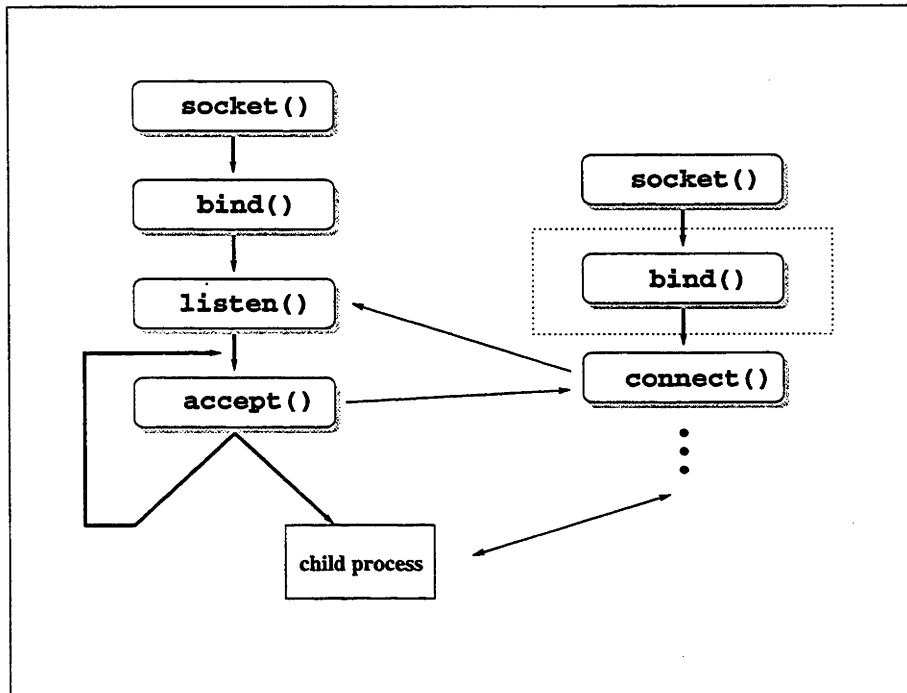 socket()
bind()
listen()
accept()
child process
socket()
bind()
connect()